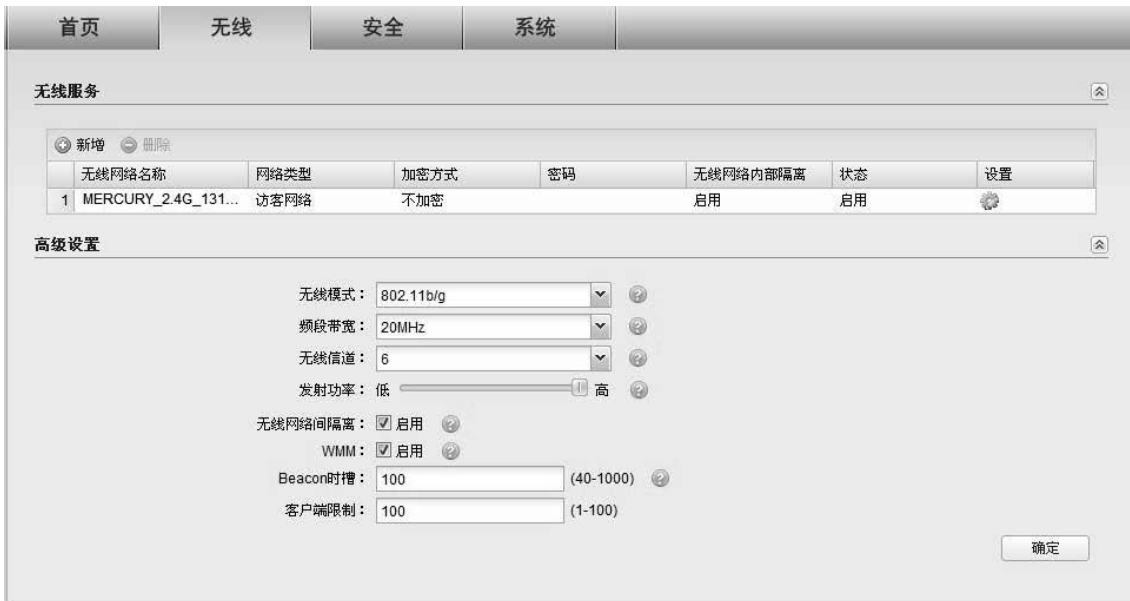 首页 无线 安全 系统
无线服务
新增 删除
无线网络名称 网络类型 加密方式 密码 无线网络内部隔离 状态 设置
1 MERCURY_2.4G_131... 访客网络 不加密 启用 启用
高级设置
无线模式： 802.11b/g
频段带宽： 20MHz
无线信道： 6
发射功率： 低 高
无线网络间隔离： 启用
WMM： 启用
Beacon时槽： 100 (40-1000)
客户端限制： 100 (1-100)
确定